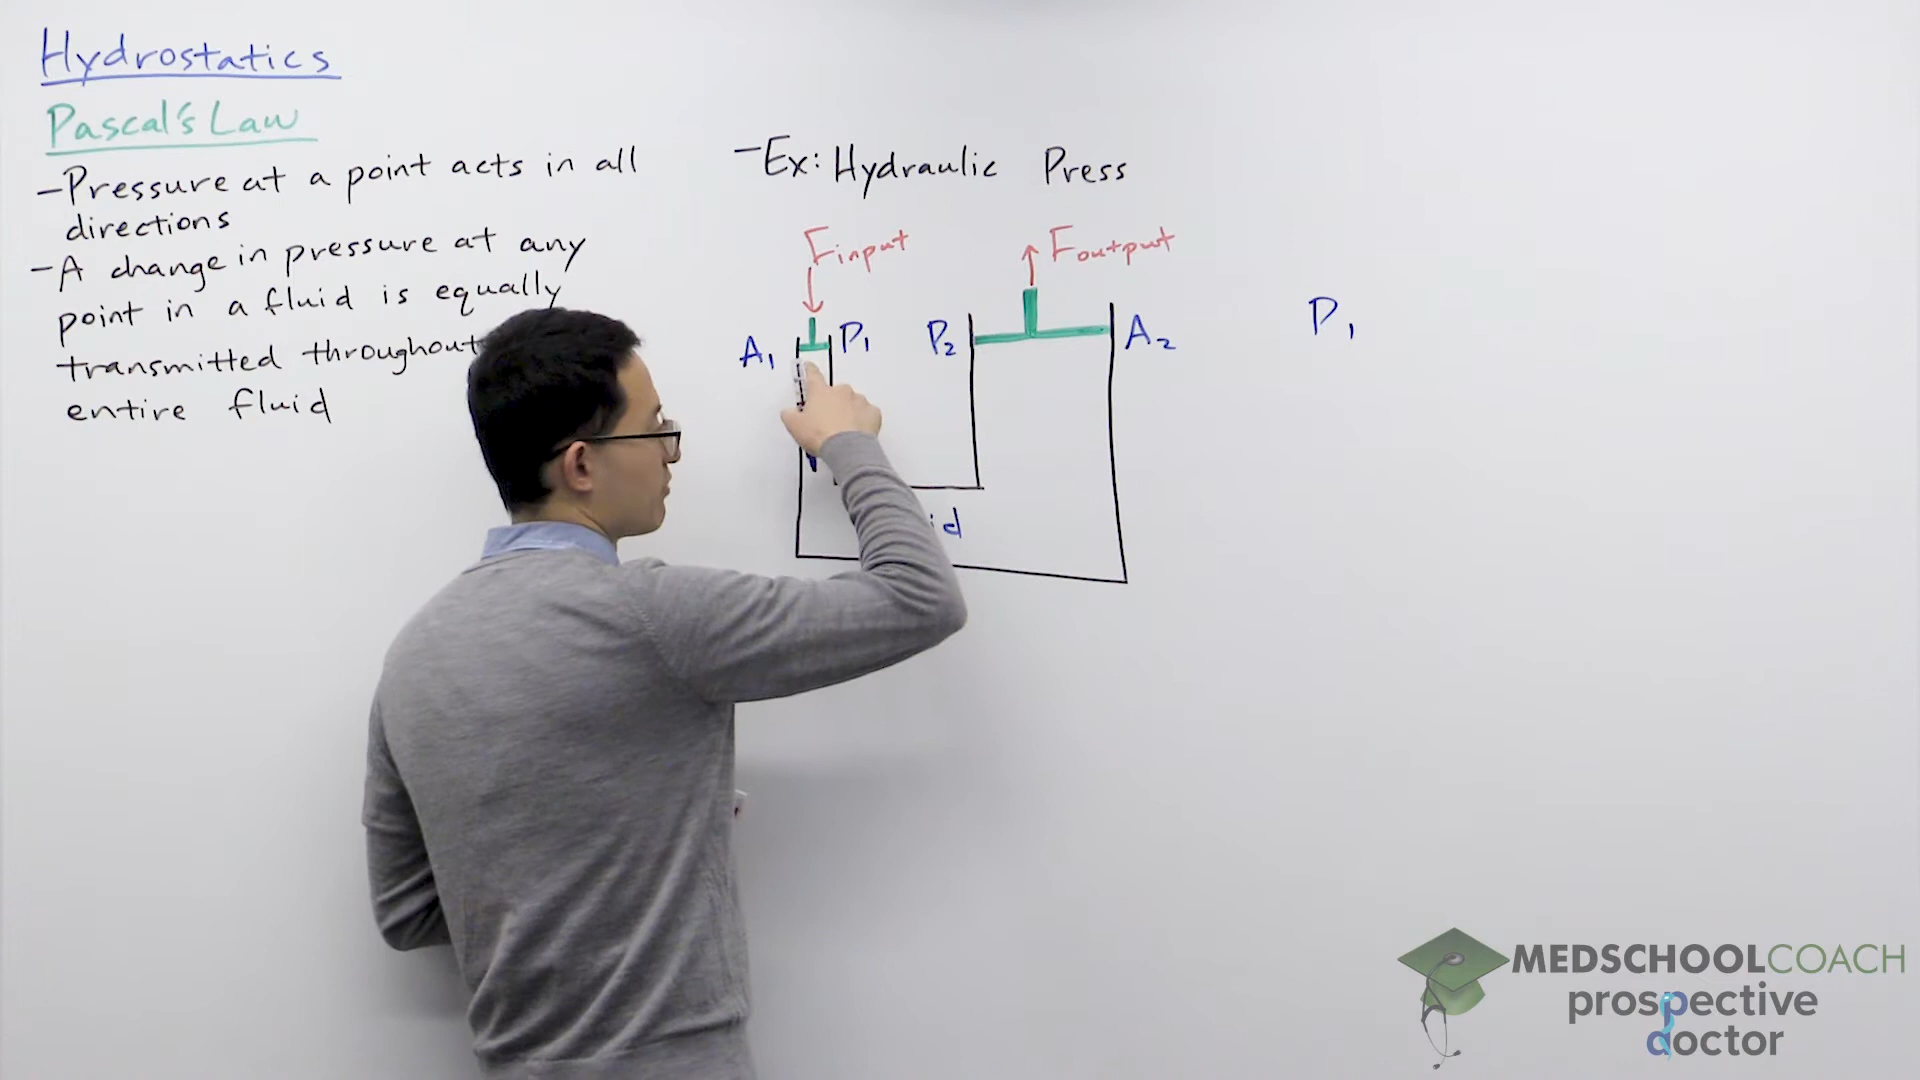 Hydrostatics
Pascal's Law
-Pressure at a point acts in all
directions
-A change in pressure at any
point in a fluid is equally
transmitted throughout
entire fluid
-Ex: Hydraulic Press
Finput
Foutput
A1
P1
P2
A2
P1
MEDSCHOOLCOACH
prospective
doctor